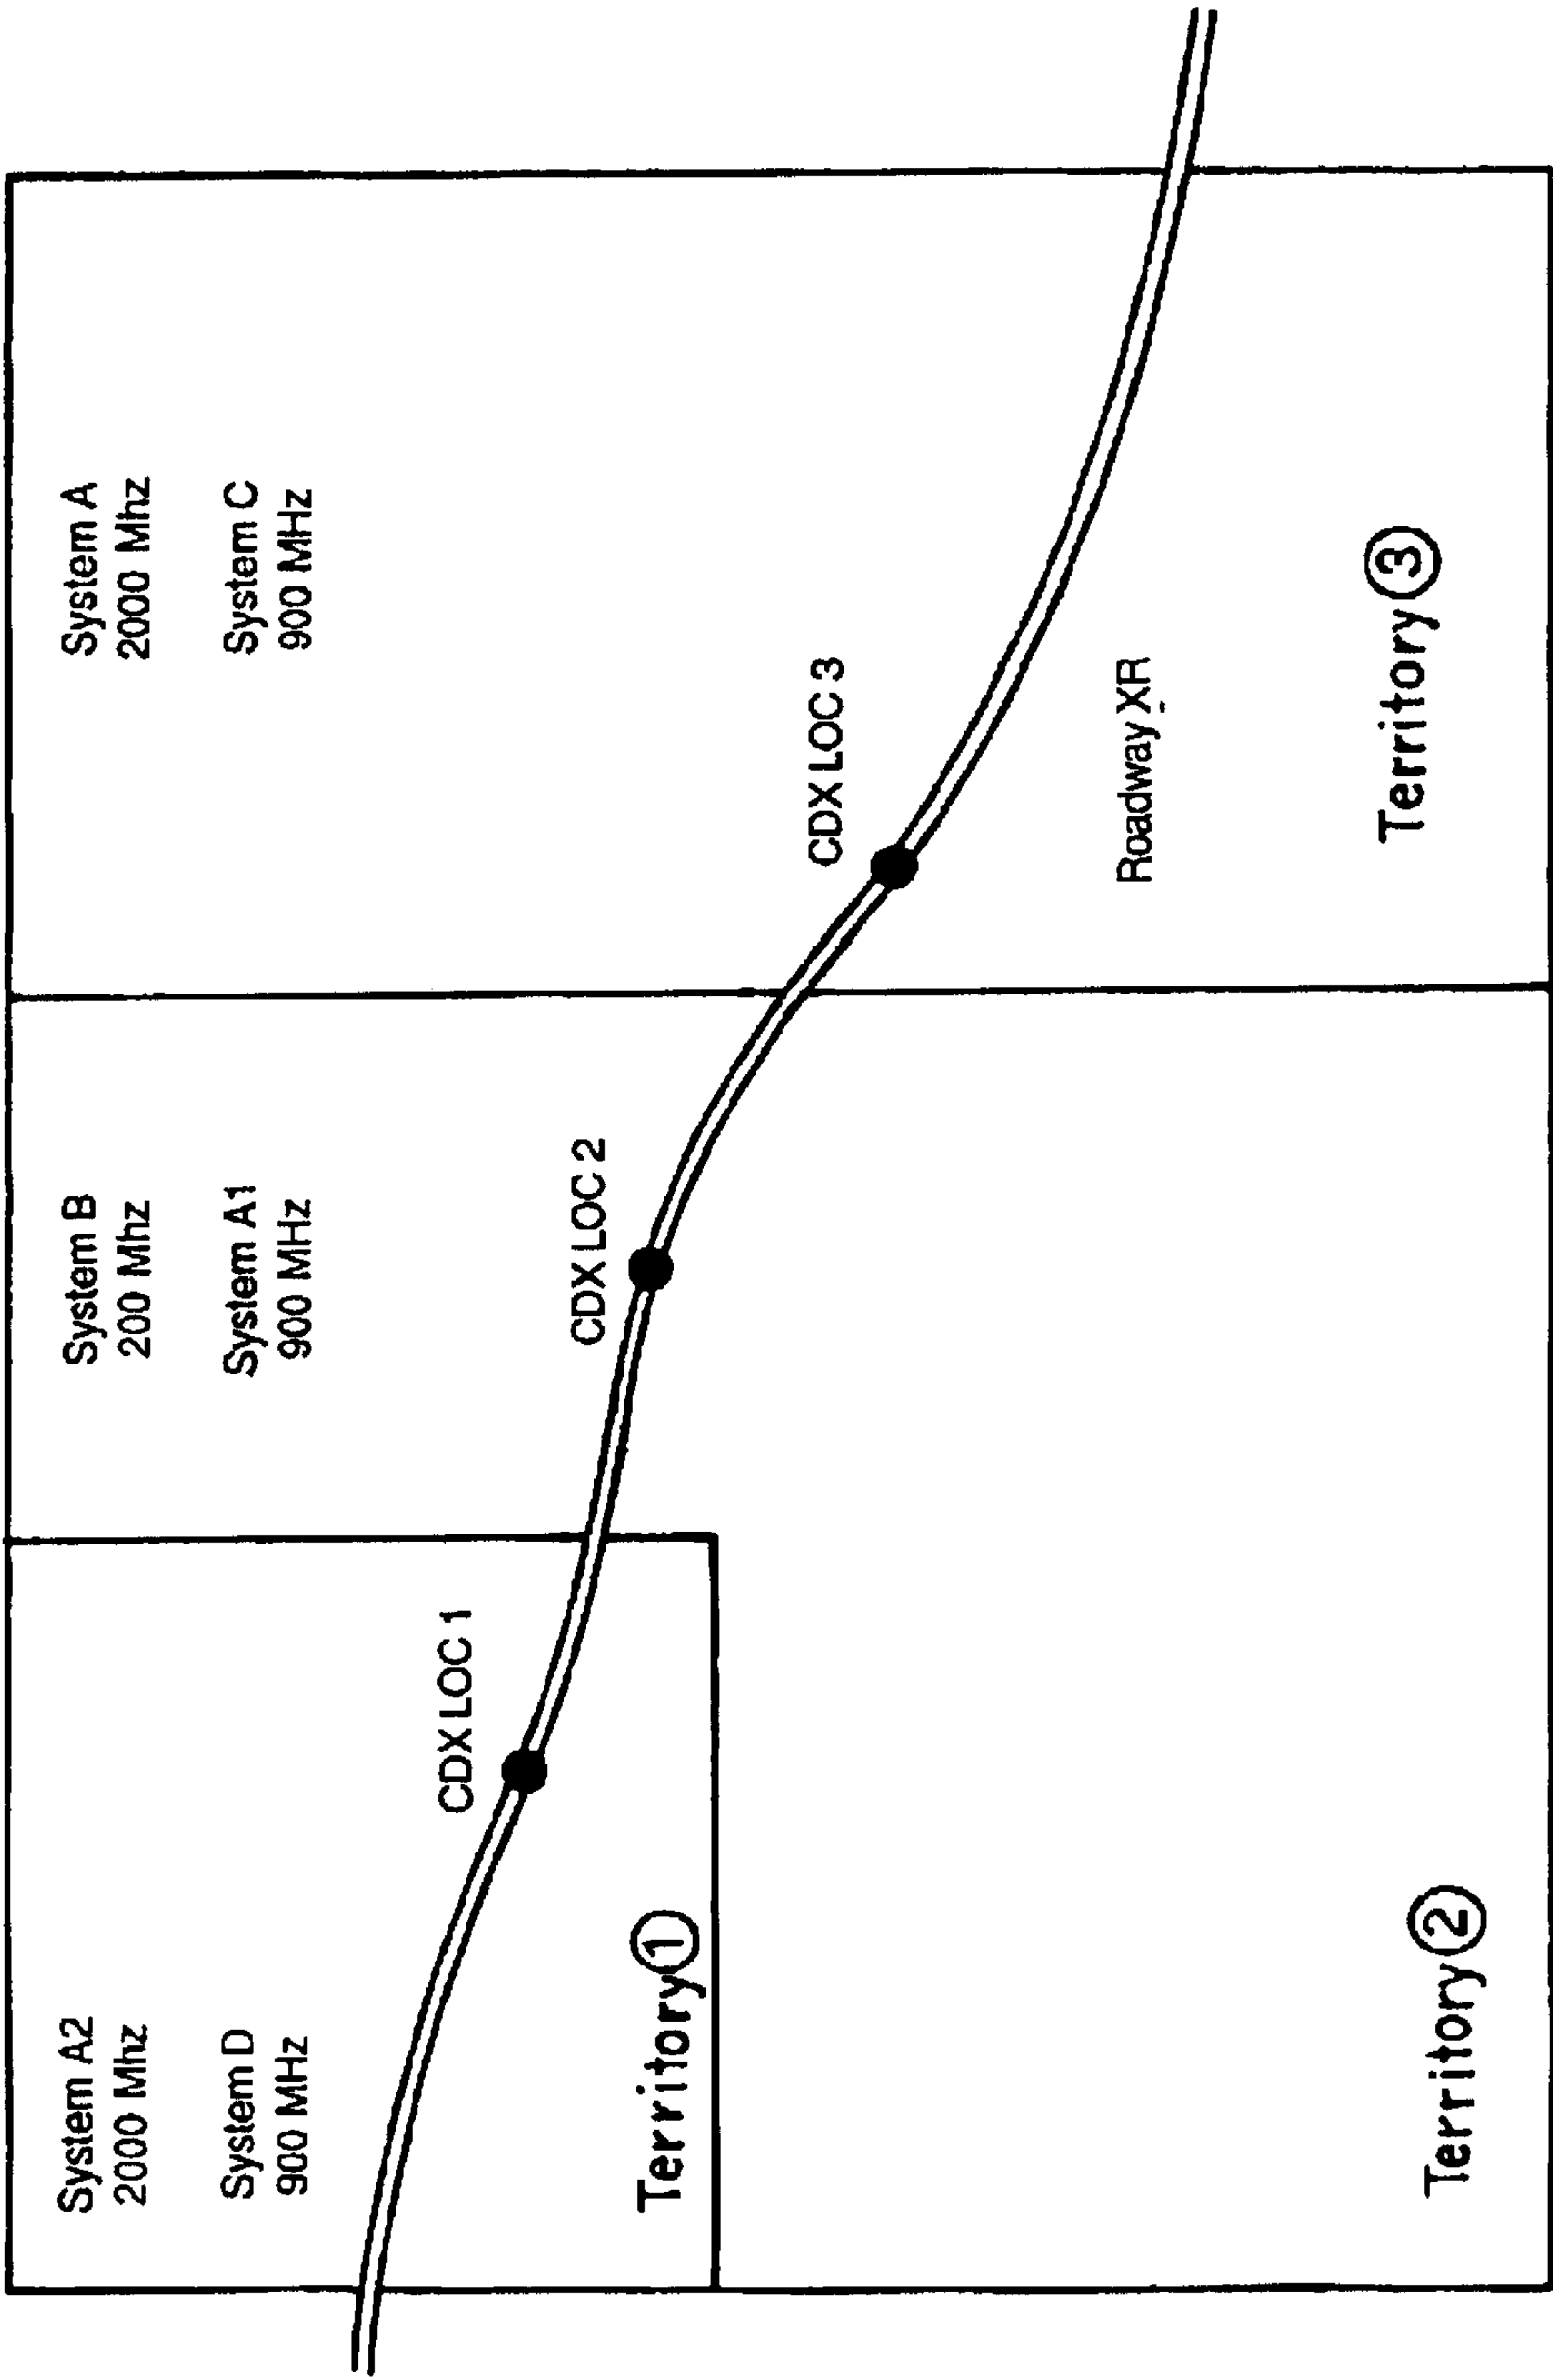 System A2
2000 Mhz
System D
900 MHz
CDX LOC 1
Territory 1
System B
200 Mhz
System A1
900 MHz
CDX LOC 2
Territory 2
System A
2000 Mhz
System C
900 MHz
CDX LOC 3
Roadway XR
Territory 3